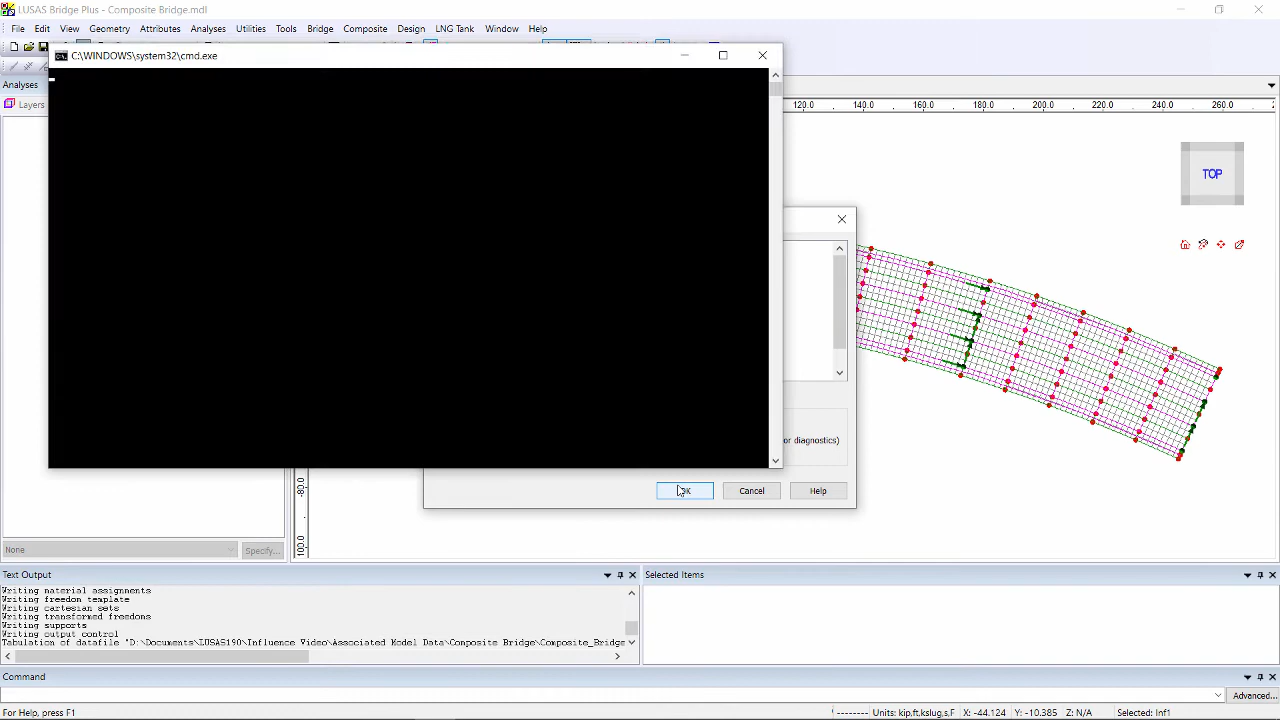 LUSAS Bridge Plus - Composite Bridge.mdl
File Edit View Geometry Attributes Analyses Utilities Tools Bridge Composite Design LNG Tank Window Help
C:\WINDOWS\system32\cmd.exe
Analyses
Layers
120.0 140.0 160.0 180.0 200.0 220.0 240.0 260.0
TOP
or diagnostics)
OK Cancel Help
-80.0
100.0
None Specify...
Text Output
Writing material assignments
Writing freedom template
Writing cartesian sets
Writing transformed freedoms
Writing supports
Writing output control
Tabulation of datafile "D:\Documents\LUSAS190\Influence Video\Associated Model Data\Composite Bridge\Composite_Bridge
Selected Items
Command
Advanced...
For Help, press F1
Units: kip,ft,kslug,s,F X: -44.124 Y: -10.385 Z: N/A Selected: Inf1